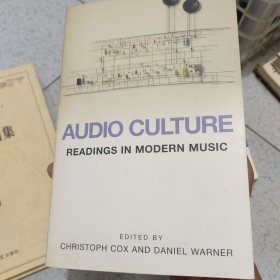 AUDIO CULTURE
READINGS IN MODERN MUSIC
EDITED BY
CHRISTOPH COX AND DANIEL WARNER
集